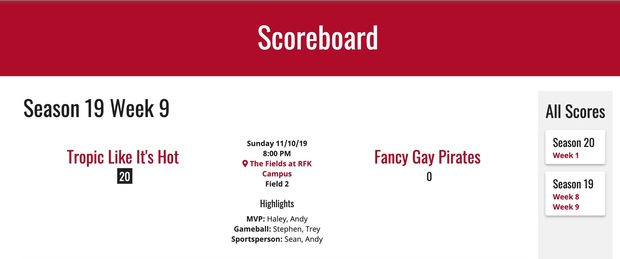 Scoreboard
Season 19 Week 9
Tropic Like It's Hot
20
Sunday 11/10/19
8:00 PM
The Fields at RFK
Campus
Field 2
Highlights
MVP: Haley, Andy
Gameball: Stephen, Trey
Sportsperson: Sean, Andy
Fancy Gay Pirates
0
All Scores
Season 20
Week 1
Season 19
Week 8
Week 9